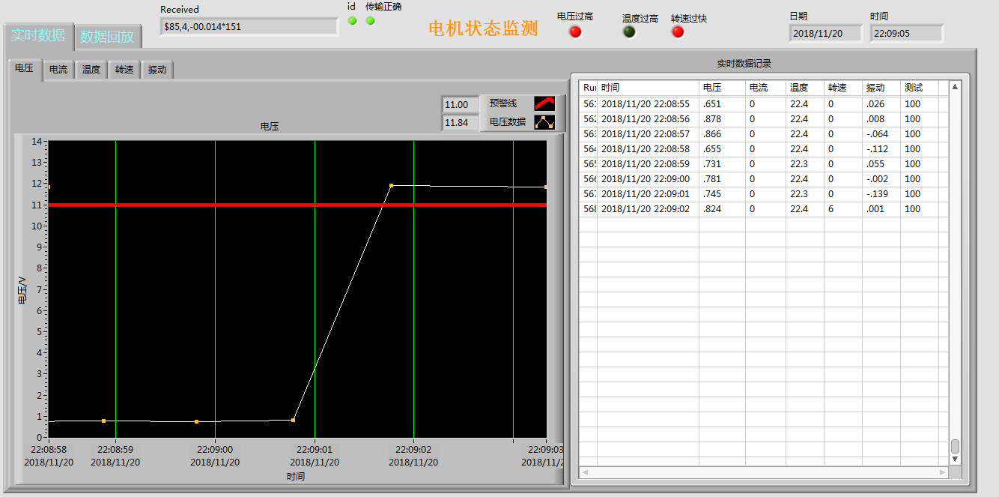 Received
id 传输正确
$85,4,-00.014*151
电机状态监测
电压过高 温度过高 转速过快
日期 时间
2018/11/20 22:09:05
实时数据 数据回放
电压 电流 温度 转速 振动
11.00 预警线
11.84 电压数据
电压
14
13
12
11
10
9
8
7
6
5
4
3
2
1
0
电压/V
22:08:58 22:08:59 22:09:00 22:09:01 22:09:02 22:09:03
2018/11/20 2018/11/20 2018/11/20 2018/11/20 2018/11/20 2018/11/2
时间
实时数据记录
时间 电压 电流 温度 转速 振动 测试
561 2018/11/20 22:08:55 .651 0 22.4 0 .026 100
562 2018/11/20 22:08:56 .878 0 22.4 0 .008 100
563 2018/11/20 22:08:57 .866 0 22.4 0 -.064 100
564 2018/11/20 22:08:58 .655 0 22.4 0 -.112 100
565 2018/11/20 22:08:59 .731 0 22.3 0 .055 100
566 2018/11/20 22:09:00 .781 0 22.4 0 -.002 100
567 2018/11/20 22:09:01 .745 0 22.3 0 -.139 100
568 2018/11/20 22:09:02 .824 0 22.4 6 .001 100